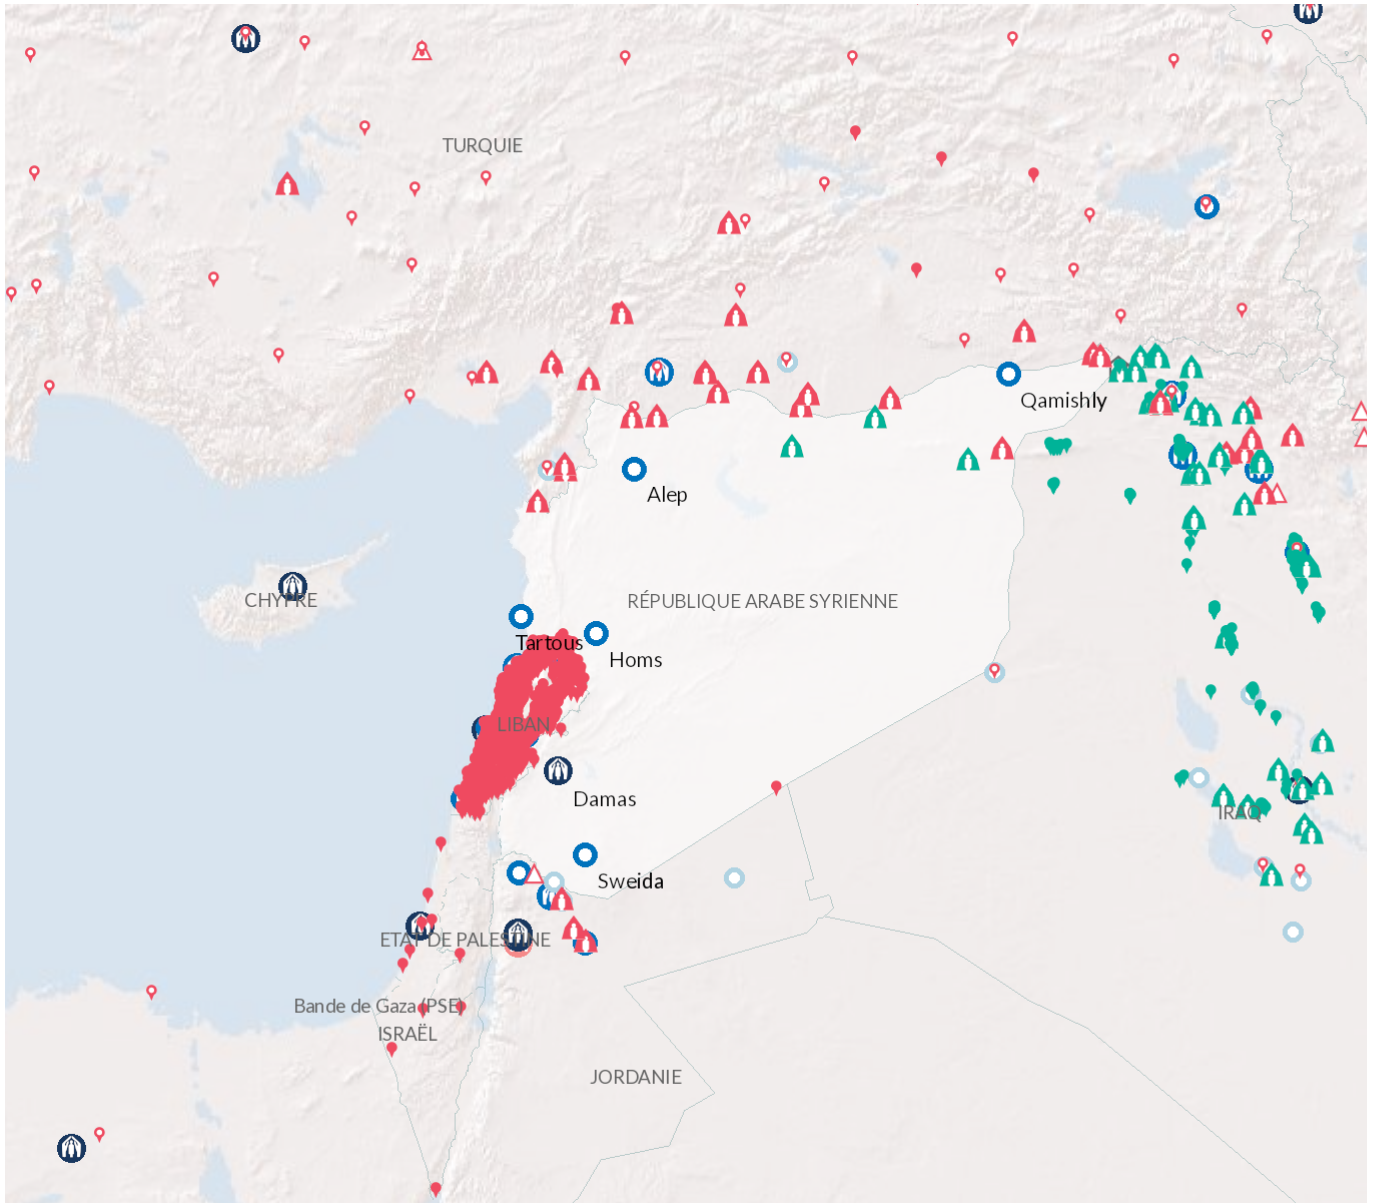 TURQUIE
Qamishly
Alep
CHYPRE
RÉPUBLIQUE ARABE SYRIENNE
Tartous
Homs
LIBAN
Damas
IRAQ
Sweida
ETAT DE PALESTINE
Bande de Gaza (PSE)
ISRAËL
JORDANIE